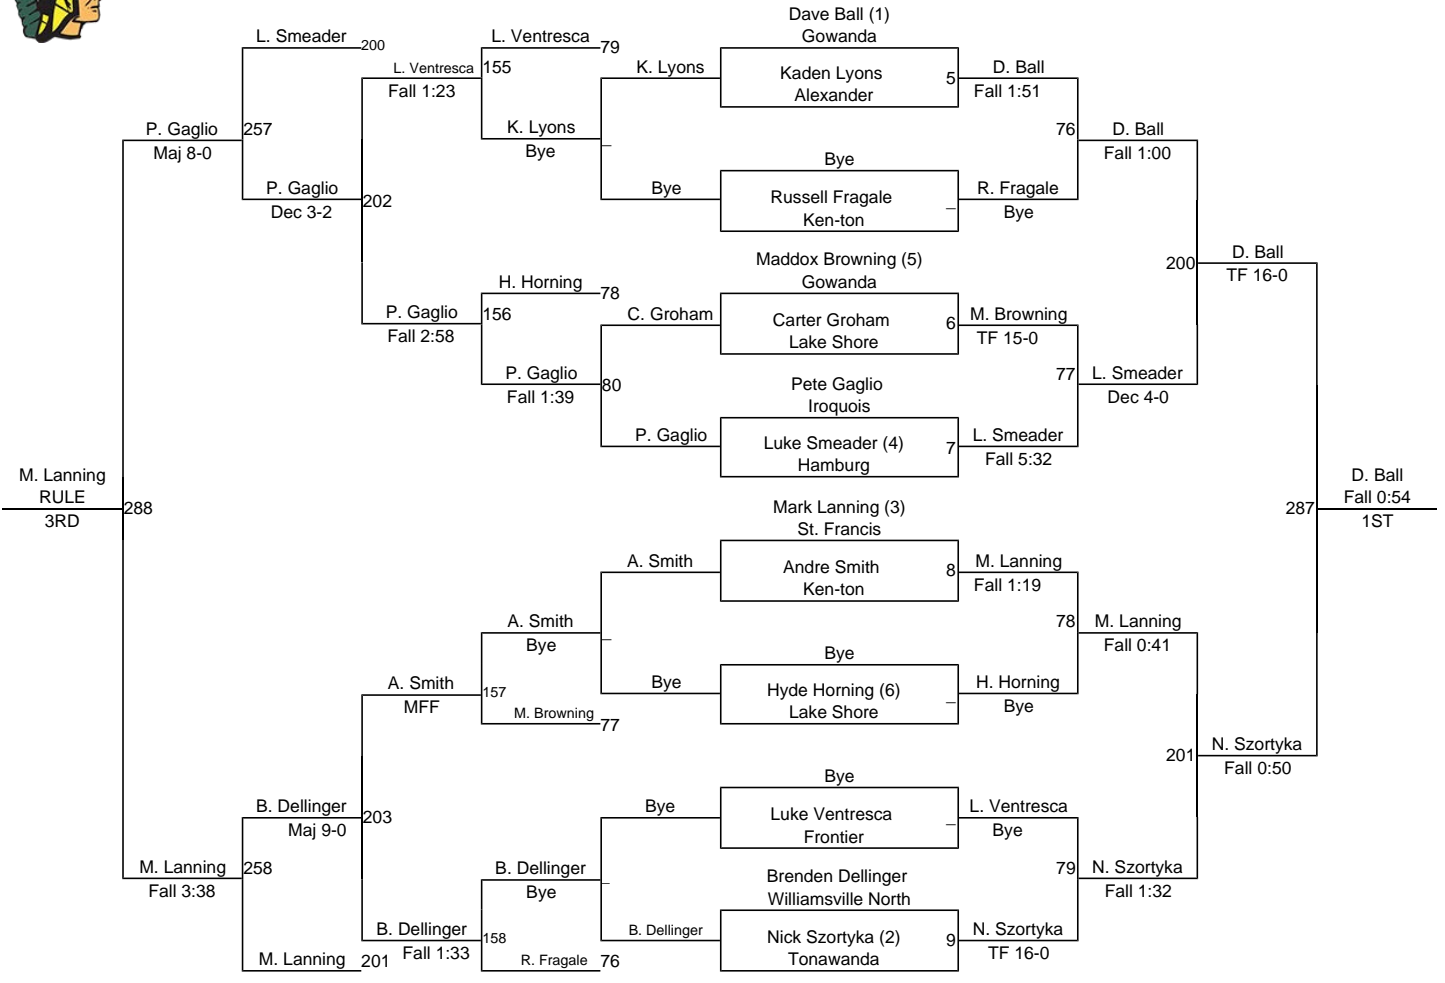 Dave Ball (1)
Gowanda
L. Smeader
200
L. Ventresca
79
L. Ventresca
155
Fall 1:23
K. Lyons
Kaden Lyons
Alexander
5
D. Ball
Fall 1:51
P. Gaglio
257
Maj 8-0
K. Lyons
Bye
76
D. Ball
Fall 1:00
Bye
P. Gaglio
202
Dec 3-2
Bye
Russell Fragale
Ken-ton
R. Fragale
Bye
Maddox Browning (5)
Gowanda
200
D. Ball
TF 16-0
H. Horning
78
P. Gaglio
156
Fall 2:58
C. Groham
Carter Groham
Lake Shore
6
M. Browning
TF 15-0
P. Gaglio
80
Fall 1:39
77
L. Smeader
Dec 4-0
Pete Gaglio
Iroquois
P. Gaglio
Luke Smeader (4)
Hamburg
7
L. Smeader
Fall 5:32
M. Lanning
RULE
3RD
288
287
D. Ball
Fall 0:54
1ST
Mark Lanning (3)
St. Francis
A. Smith
Andre Smith
Ken-ton
8
M. Lanning
Fall 1:19
A. Smith
Bye
78
M. Lanning
Fall 0:41
Bye
A. Smith
157
MFF
Bye
Hyde Horning (6)
Lake Shore
H. Horning
Bye
M. Browning
77
201
N. Szortyka
Fall 0:50
Bye
B. Dellinger
203
Maj 9-0
Bye
Luke Ventresca
Frontier
L. Ventresca
Bye
M. Lanning
258
Fall 3:38
B. Dellinger
Bye
Brenden Dellinger
Williamsville North
79
N. Szortyka
Fall 1:32
B. Dellinger
158
Fall 1:33
B. Dellinger
Nick Szortyka (2)
Tonawanda
9
N. Szortyka
TF 16-0
M. Lanning
201
R. Fragale
76